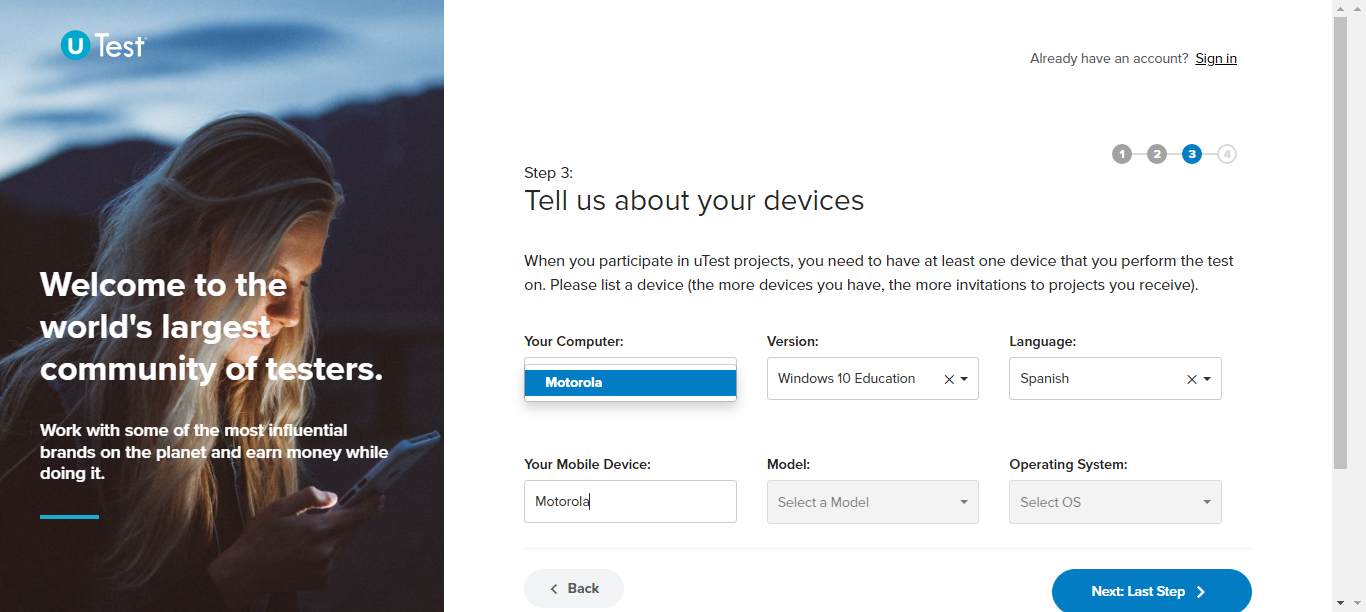 uTest
Welcome to the
world's largest
community of testers.
Work with some of the most influential
brands on the planet and earn money while
doing it.
Already have an account? Sign in
1 2 3 4
Step 3:
Tell us about your devices
When you participate in uTest projects, you need to have at least one device that you perform the test
on. Please list a device (the more devices you have, the more invitations to projects you receive).
Your Computer: Version: Language:
Motorola Windows 10 Education Spanish
Your Mobile Device: Model: Operating System:
Motorola Select a Model Select OS
Back Next: Last Step